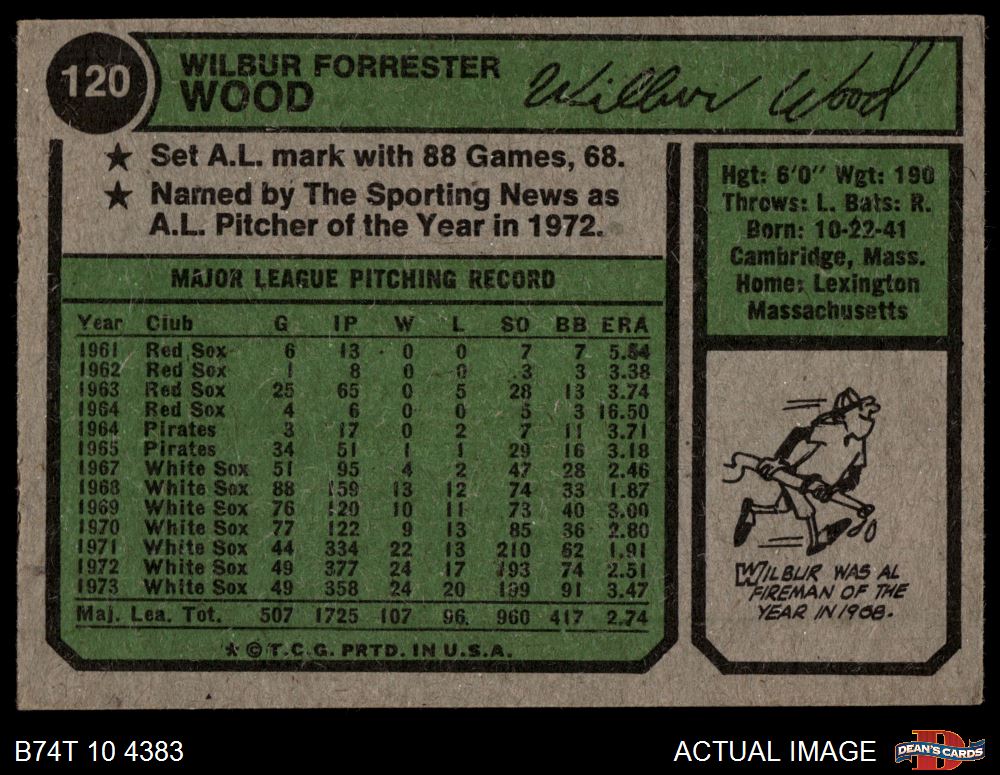 120
WILBUR FORRESTER
WOOD
Wilbur Wood
★ Set A.L. mark with 88 Games, 68.
★ Named by The Sporting News as
A.L. Pitcher of the Year in 1972.
MAJOR LEAGUE PITCHING RECORD
Year Club G IP W L SO BB ERA
1961 Red Sox 6 13 0 0 7 7 5.54
1962 Red Sox 1 8 0 0 3 3 3.38
1963 Red Sox 25 65 0 5 28 13 3.74
1964 Red Sox 4 6 0 0 5 3 16.50
1964 Pirates 3 17 0 2 7 11 3.71
1965 Pirates 34 51 1 1 29 16 3.18
1967 White Sox 51 95 4 2 47 28 2.46
1968 White Sox 88 159 13 12 74 33 1.87
1969 White Sox 76 120 10 11 73 40 3.00
1970 White Sox 77 122 9 13 85 36 2.80
1971 White Sox 44 334 22 13 210 62 1.91
1972 White Sox 49 377 24 17 193 74 2.51
1973 White Sox 49 358 24 20 199 91 3.47
Maj. Lea. Tot. 507 1725 107 96 960 417 2.74
★ © T.C.G. PRTD. IN U.S.A.
Hgt: 6'0" Wgt: 190
Throws: L. Bats: R.
Born: 10-22-41
Cambridge, Mass.
Home: Lexington
Massachusetts
WILBUR WAS AL
FIREMAN OF THE
YEAR IN 1968.
B74T 10 4383
ACTUAL IMAGE
DEAN'S CARDS